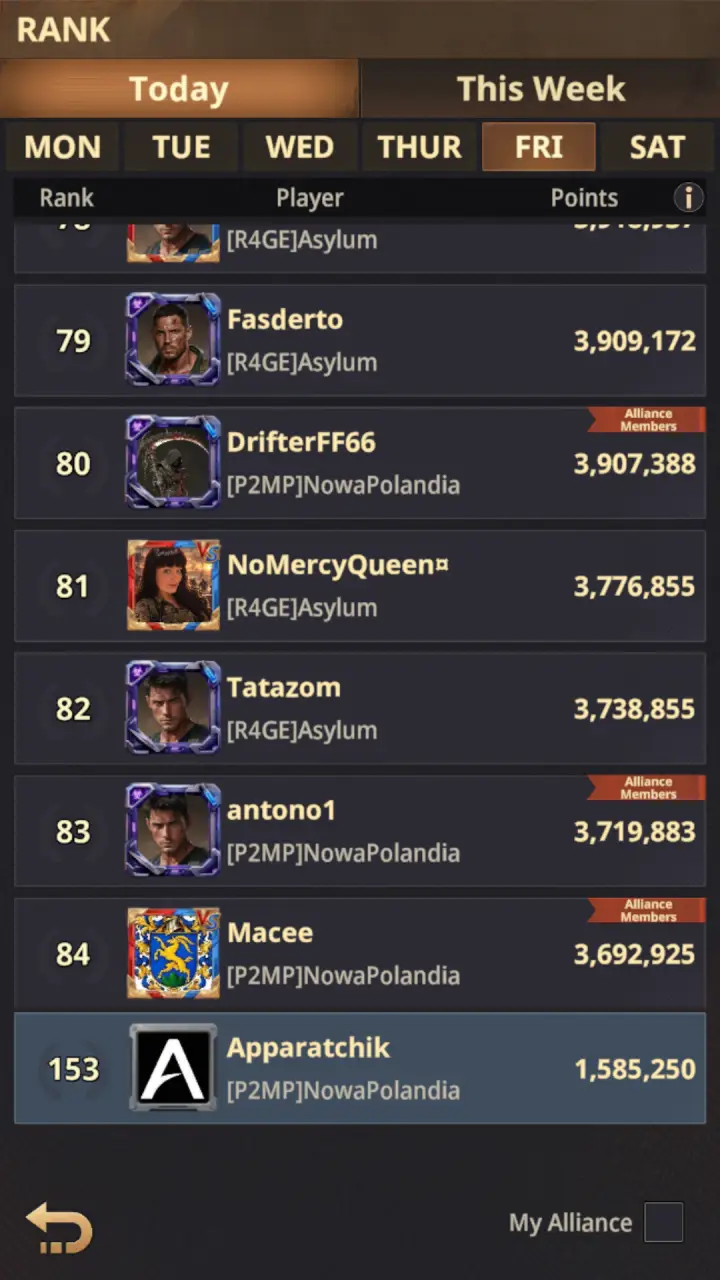 RANK
Today
This Week
MON
TUE
WED
THUR
FRI
SAT
Rank
Player
Points
[R4GE]Asylum
79
Fasderto
[R4GE]Asylum
3,909,172
80
DrifterFF66
[P2MP]NowaPolandia
Alliance
Members
3,907,388
81
NoMercyQueen¤
[R4GE]Asylum
3,776,855
82
Tatazom
[R4GE]Asylum
3,738,855
83
antono1
[P2MP]NowaPolandia
Alliance
Members
3,719,883
84
Macee
[P2MP]NowaPolandia
Alliance
Members
3,692,925
153
Apparatchik
[P2MP]NowaPolandia
1,585,250
My Alliance